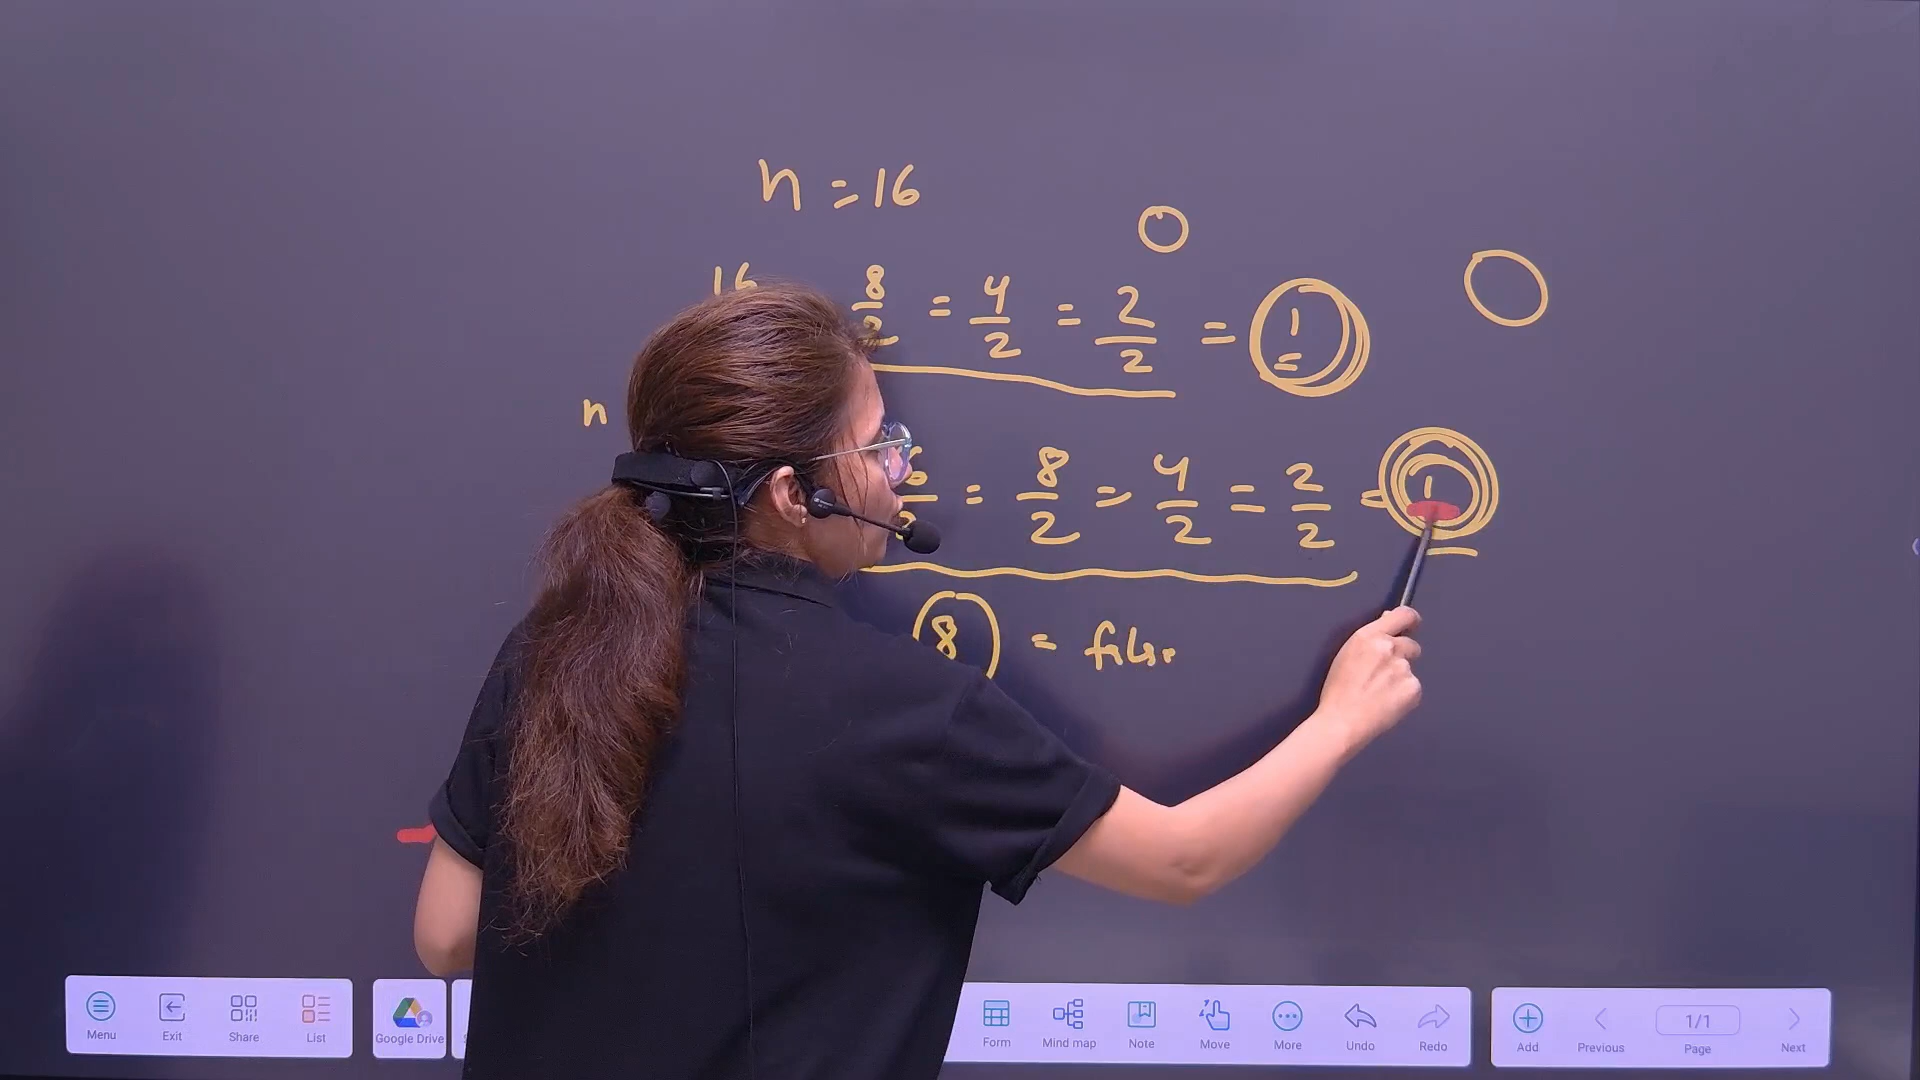 n = 16
16 8/2 = 4/2 = 2/2 = 1
n
8/2 = 4/2 = 2/2 = 1
8 =
Menu Exit Share List Google Drive Form Mind map Note Move More Undo Redo Add Previous 1/1 Page Next